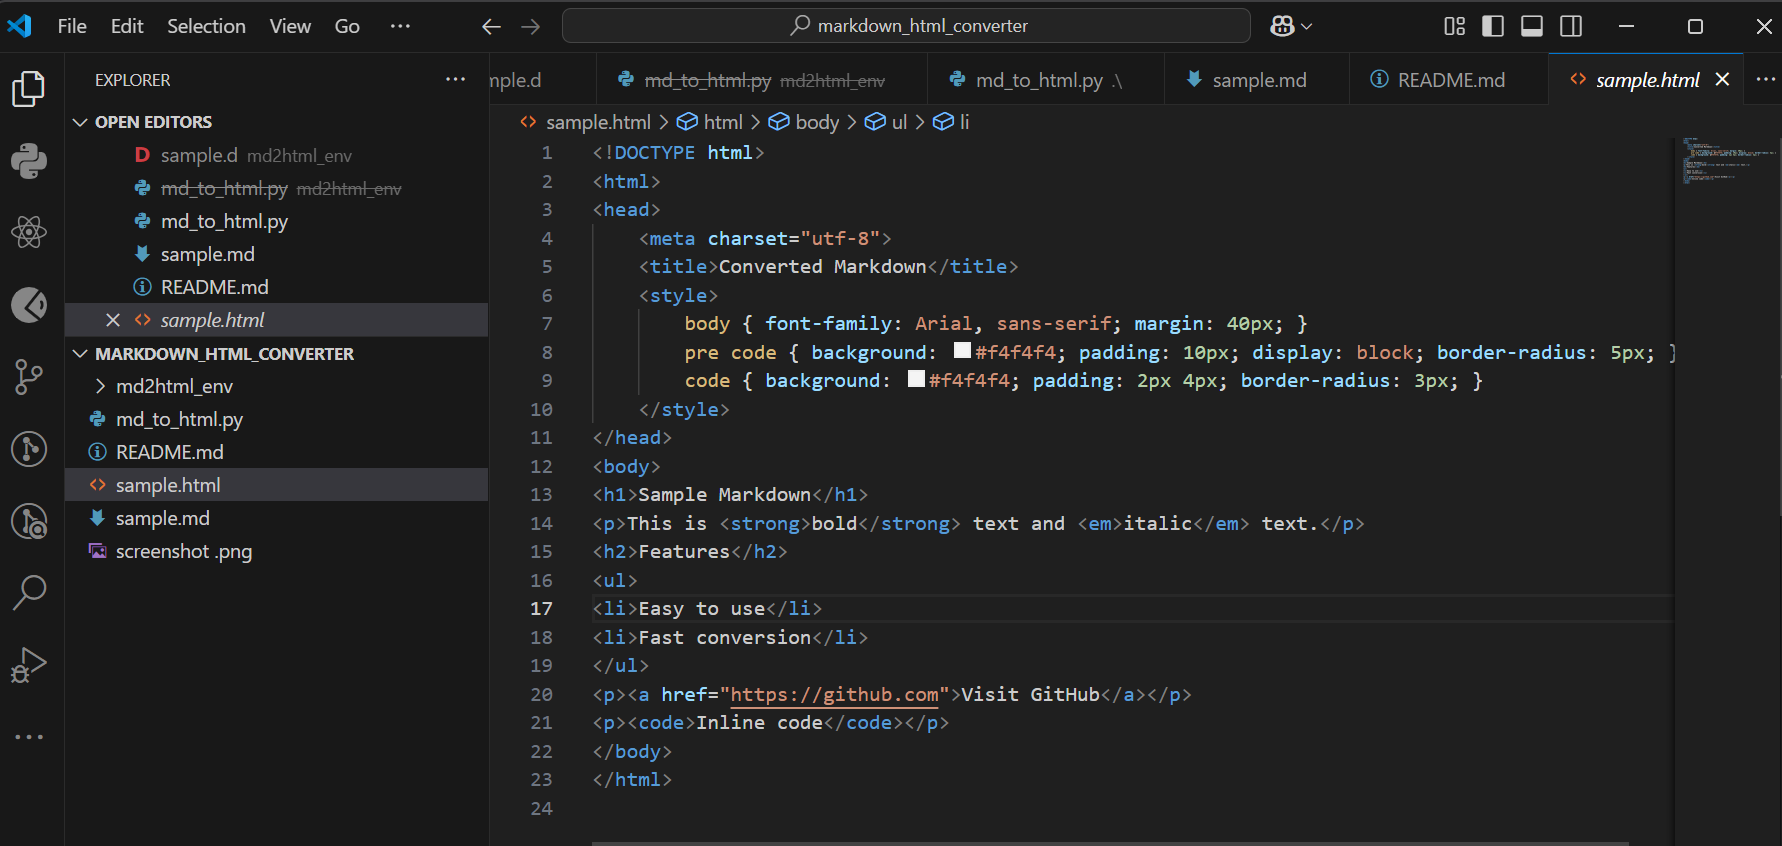 File Edit Selection View Go ··· markdown_html_converter
EXPLORER
OPEN EDITORS
sample.d md2html_env
md_to_html.py md2html_env
md_to_html.py
sample.md
README.md
sample.html
MARKDOWN_HTML_CONVERTER
md2html_env
md_to_html.py
README.md
sample.html
sample.md
screenshot .png
mple.d md_to_html.py md2html_env md_to_html.py .\ sample.md README.md sample.html
sample.html > html > body > ul > li
1 <!DOCTYPE html>
2 <html>
3 <head>
4 <meta charset="utf-8">
5 <title>Converted Markdown</title>
6 <style>
7 body { font-family: Arial, sans-serif; margin: 40px; }
8 pre code { background: #f4f4f4; padding: 10px; display: block; border-radius: 5px; }
9 code { background: #f4f4f4; padding: 2px 4px; border-radius: 3px; }
10 </style>
11 </head>
12 <body>
13 <h1>Sample Markdown</h1>
14 <p>This is <strong>bold</strong> text and <em>italic</em> text.</p>
15 <h2>Features</h2>
16 <ul>
17 <li>Easy to use</li>
18 <li>Fast conversion</li>
19 </ul>
20 <p><a href="https://github.com">Visit GitHub</a></p>
21 <p><code>Inline code</code></p>
22 </body>
23 </html>
24